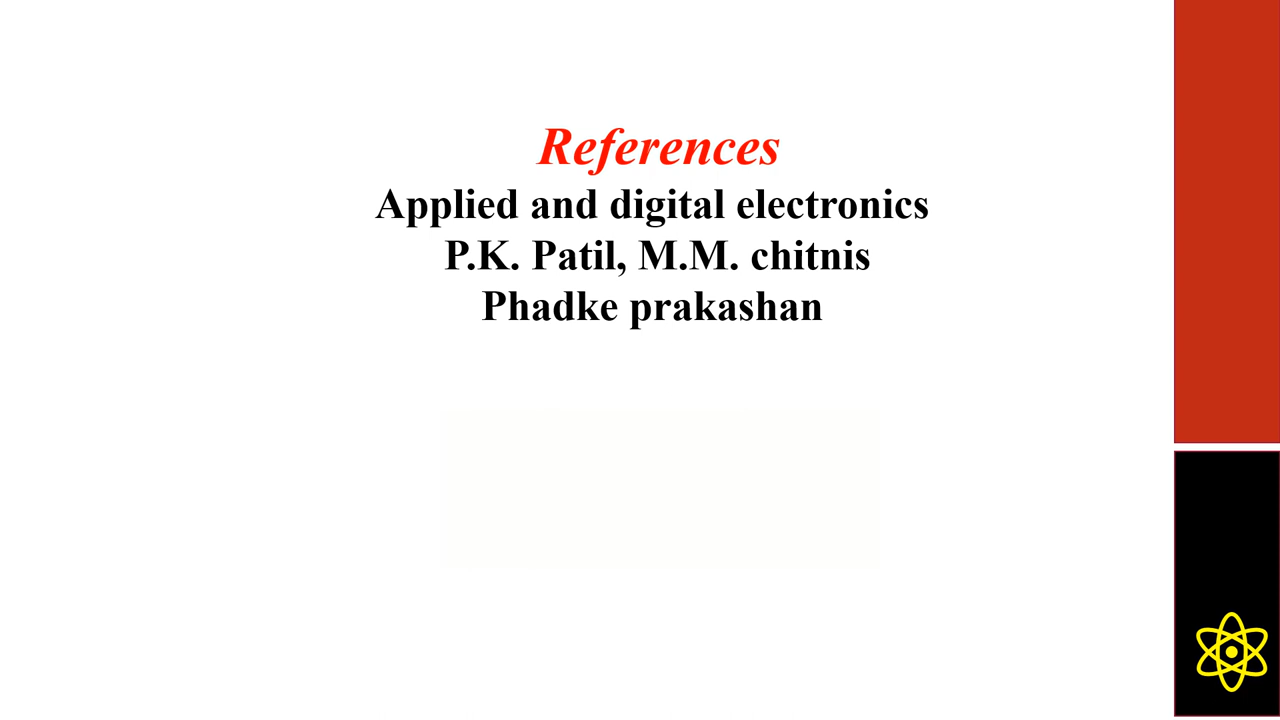 References
Applied and digital electronics
P.K. Patil, M.M. chitnis
Phadke prakashan